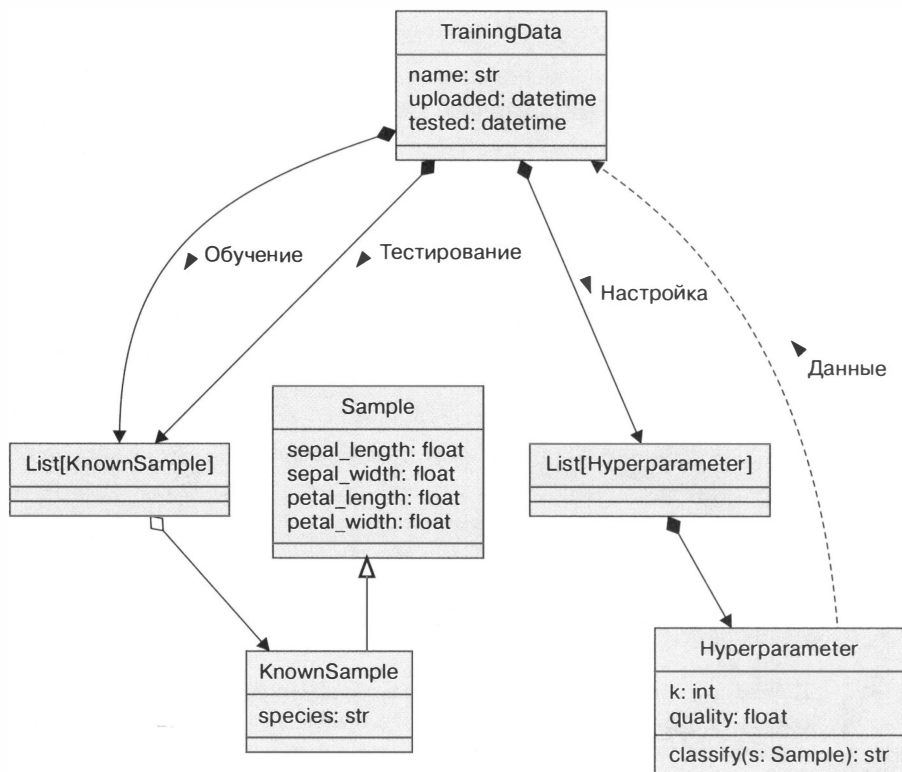 TrainingData
name: str
uploaded: datetime
tested: datetime
Обучение
Тестирование
Настройка
Данные
Sample
sepal_length: float
sepal_width: float
petal_length: float
petal_width: float
List[KnownSample]
List[Hyperparameter]
KnownSample
species: str
Hyperparameter
k: int
quality: float
classify(s: Sample): str